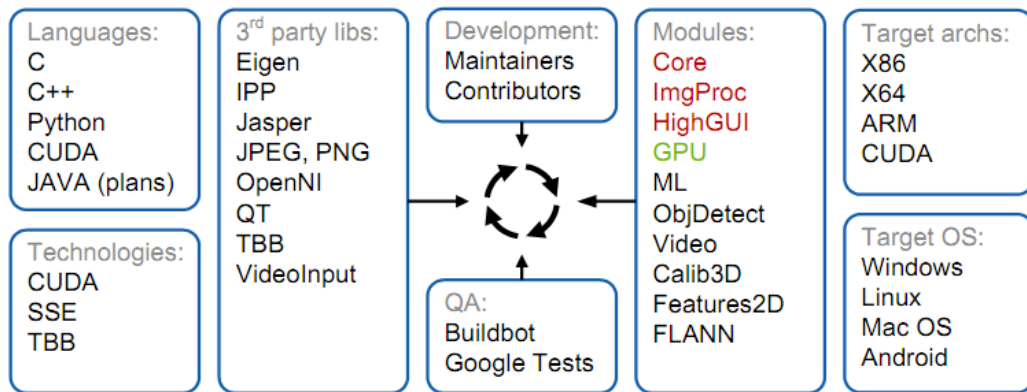 Languages:
C
C++
Python
CUDA
JAVA (plans)
Technologies:
CUDA
SSE
TBB
3rd party libs:
Eigen
IPP
Jasper
JPEG, PNG
OpenNI
QT
TBB
VideoInput
Development:
Maintainers
Contributors
QA:
Buildbot
Google Tests
Modules:
Core
ImgProc
HighGUI
GPU
ML
ObjDetect
Video
Calib3D
Features2D
FLANN
Target archs:
X86
X64
ARM
CUDA
Target OS:
Windows
Linux
Mac OS
Android